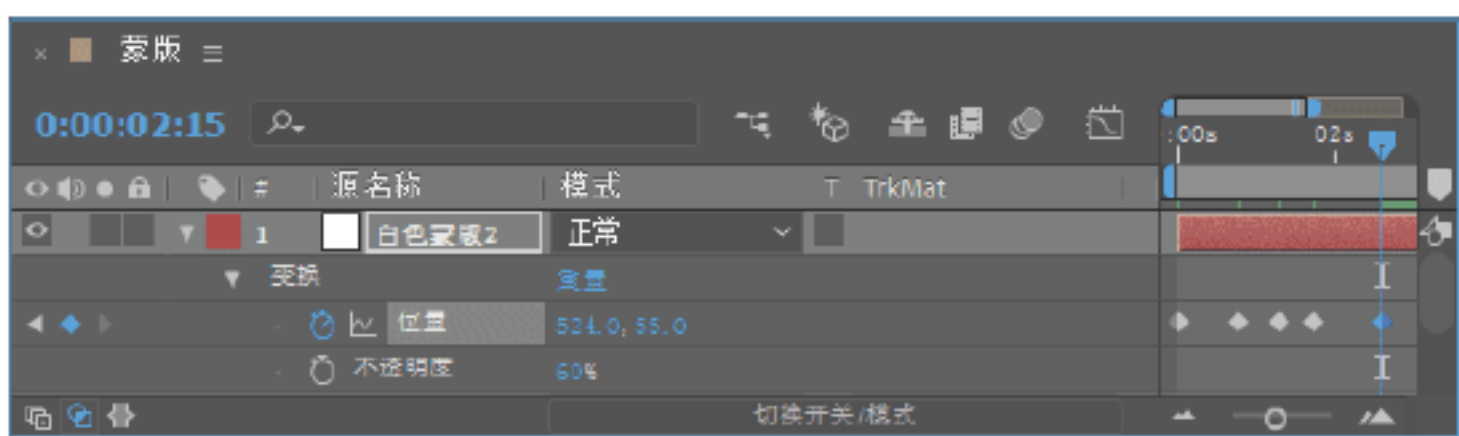 蒙版
0:00:02:15
:00s 02s
# 源名称 模式 T TrkMat
1 白色蒙版2 正常
变换 重置
位置 524.0, 55.0
不透明度 60%
切换开关/模式